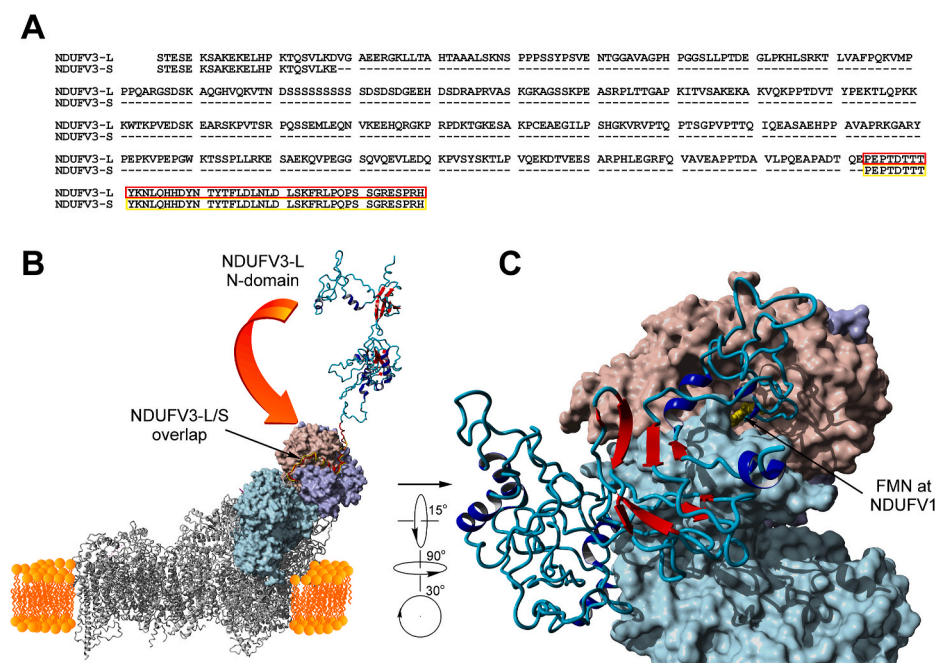 A
NDUFV3-L STESE KSAKEKELHP KTQSVLKDVG AEERGKLLTA HTAAALSKNS PPPSSYPSVE NTGGAVAGPH PGGSLLPTDE GLPKHLSRKT LVAFPQKVMP
NDUFV3-S STESE KSAKEKELHP KTQSVLKE-- ---------- ---------- ---------- ---------- ---------- ---------- ----------
NDUFV3-L PPQARGSDSK AQGHVQKVTN DSSSSSSSSS SDSDSDGEEH DSDRAPRVAS KGKAGSSKPE ASRPLTTGAP KITVSAKEKA KVQKPPTDVT YPEKTLQPKK
NDUFV3-S ---------- ---------- ---------- ---------- ---------- ---------- ---------- ---------- ---------- ----------
NDUFV3-L KWTKPVEDSK EARSKPVTSR PQSSEMLEQNV VKEEHQRGKP RPDKTGKESA KPCEAEGILP SHGKVRVPTQ PTSGPVPTTQ IQEASAEHPP AVAPRKGARY
NDUFV3-S ---------- ---------- ---------- ---------- ---------- ---------- ---------- ---------- ---------- ----------
NDUFV3-L PEPKVPEPGW KTSSPLLRKE SAEKQVPEGG SQVQEVLEDQ KPVSYSKTLP VQEKDTVEES ARPHLEGRFQ VAVEAPPTDA VLPQEAPADT QEPEPTDTTT
NDUFV3-S ---------- ---------- ---------- ---------- ---------- ---------- ---------- ---------- ---------- --PEPTDTTT
NDUFV3-L YKNLQHHDYN TYTFLDLNLD LSKFRLPQPS SGRESPRH
NDUFV3-S YKNLQHHDYN TYTFLDLNLD LSKFRLPQPS SGRESPRH
B
NDUFV3-L
N-domain
NDUFV3-L/S
overlap
15°
90°
30°
C
FMN at
NDUFV1